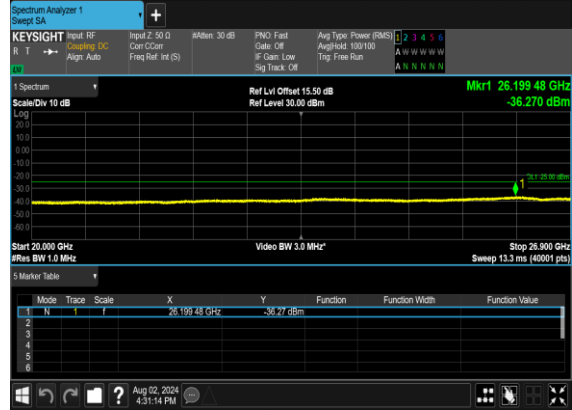 Spectrum Analyzer 1
Swept SA
KEYSIGHT Input: RF Input Z: 50 Ω #Atten: 30 dB PNO: Fast Avg Type: Power (RMS) 1 2 3 4 5 6
R T Coupling: DC Corr CCorr Gate: Off Avg|Hold: 100/100 A W W W W W
Align: Auto Freq Ref: Int (S) IF Gain: Low Trig: Free Run
Sig Track: Off A N N N N N
1 Spectrum Ref Lvl Offset 15.50 dB Mkr1 26.199 48 GHz
Scale/Div 10 dB Ref Level 30.00 dBm -36.270 dBm
Log
20.0
10.0
0.00
-10.0
-20.0
DL1 -25.00 dBm
1
-30.0
-40.0
-50.0
-60.0
Start 20.000 GHz Video BW 3.0 MHz* Stop 26.900 GHz
#Res BW 1.0 MHz Sweep 13.3 ms (40001 pts)
5 Marker Table
Mode Trace Scale X Y Function Function Width Function Value
1 N 1 f 26.199 48 GHz -36.27 dBm
2
3
4
5
6
? Aug 02, 2024
4:31:14 PM